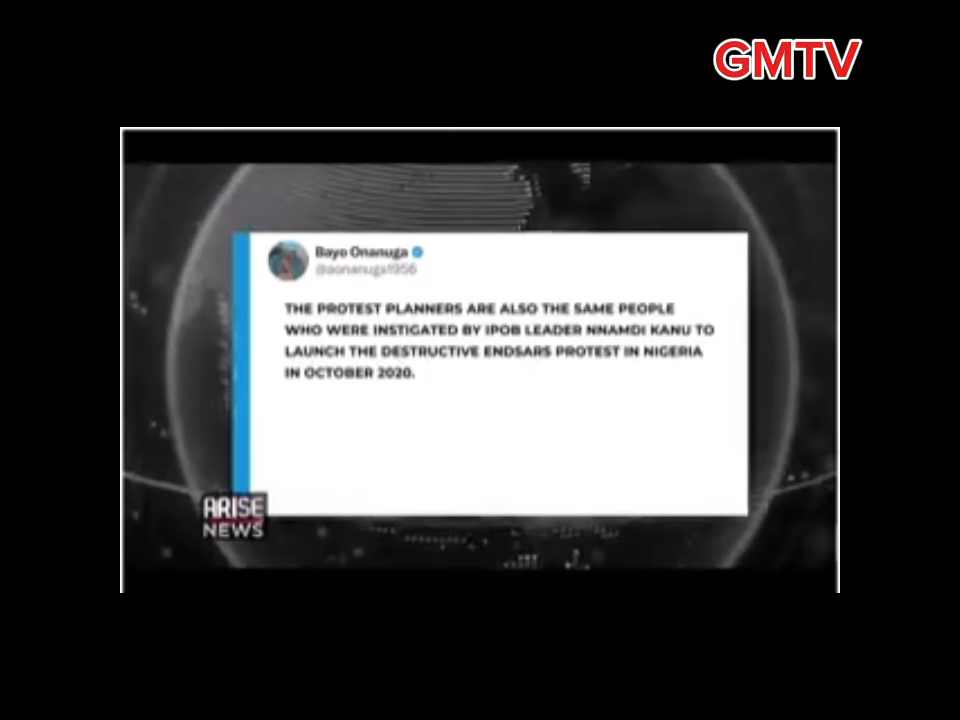 GMTV
Bayo Onanuga
@aonanuga1956
THE PROTEST PLANNERS ARE ALSO THE SAME PEOPLE
WHO WERE INSTIGATED BY IPOB LEADER NNAMDI KANU TO
LAUNCH THE DESTRUCTIVE ENDSARS PROTEST IN NIGERIA
IN OCTOBER 2020.
ARISE
NEWS